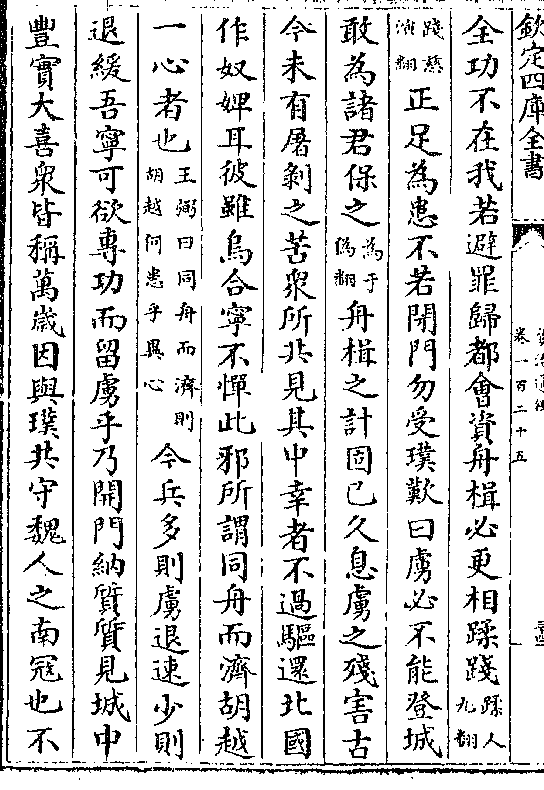 欽定四庫全書
資治通鑑
卷一百二十五
全功不在我若避罪歸都會資舟楫必更相蹂踐蹂人九翻
踐慈演翻正足為患不若閉門勿受璞歎曰虜必不能登城
敢為諸君保之為于偽翻舟楫之計固已久息虜之殘害古
今未有屠剝之苦衆所共見其中幸者不過驅還北國
作奴婢耳彼雖烏合寧不憚此邪所謂同舟而濟胡越
一心者也王弼曰同舟而濟則胡越何患乎異心今兵多則虜退速少則
退緩吾寧可欲專功而留虜乎乃開門納質質見城中
豐實大喜衆皆稱萬歲因與璞共守魏人之南寇也不